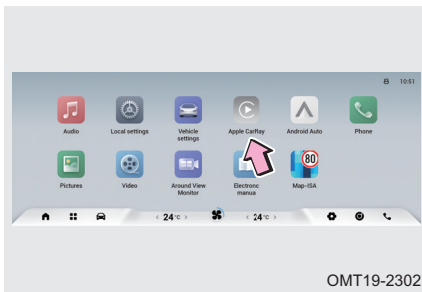 10:51
Audio
Local settings
Vehicle
settings
Apple CarRay
Android Auto
Phone
80
Pictures
Video
Around View
Monitor
Electronc
manua
Map-ISA
< 24 °C >
< 24 °C >
OMT19-2302